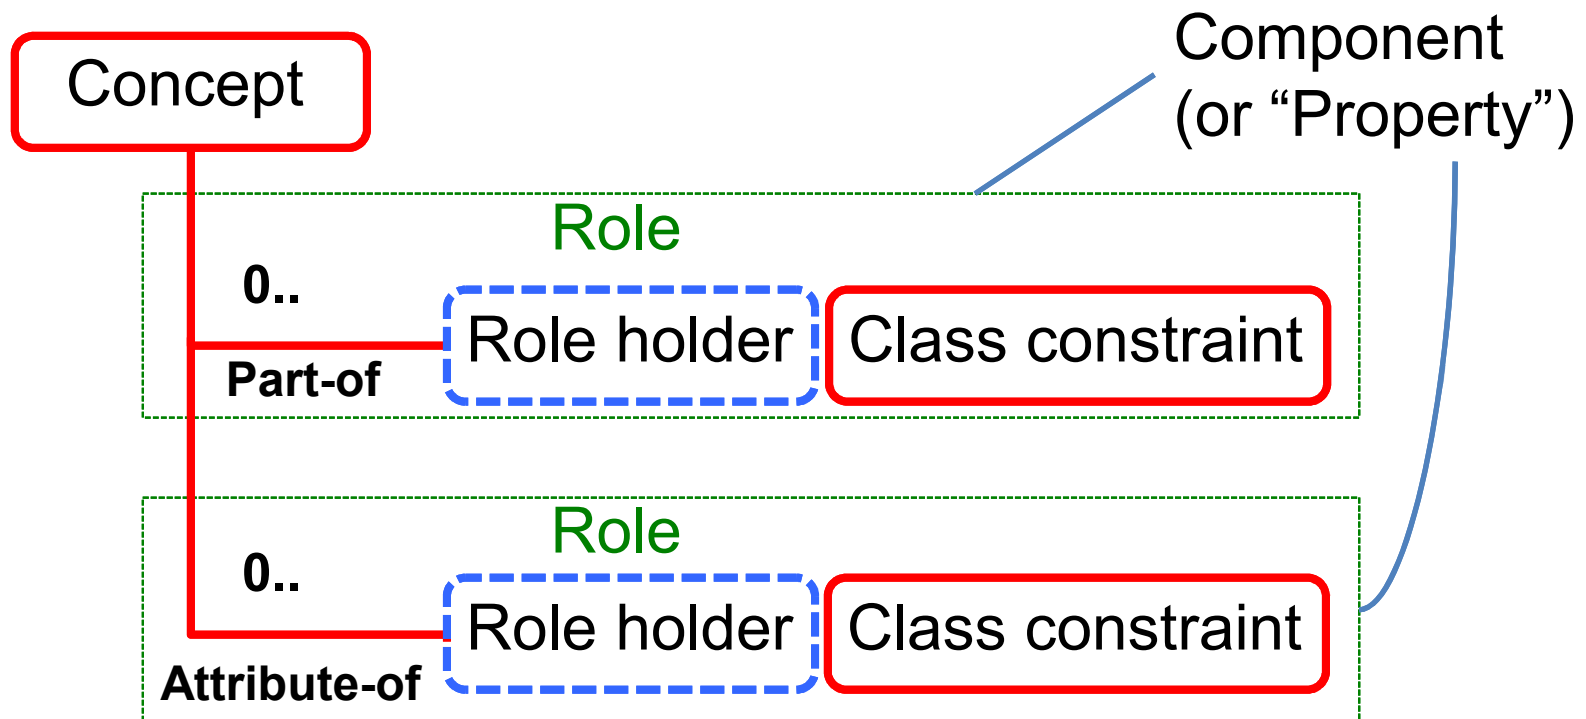 Concept
Component
(or “Property”)
Role
0..
Role holder
Class constraint
Part-of
Role
0..
Role holder
Class constraint
Attribute-of